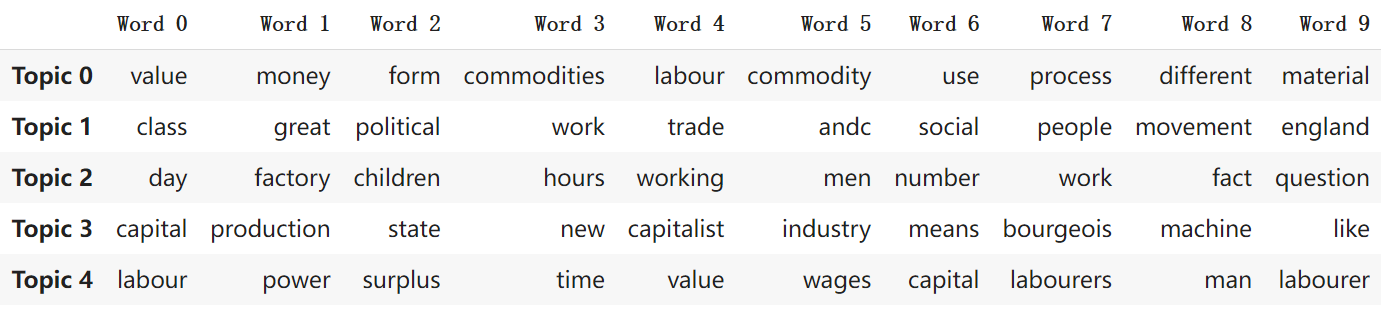 Word 0 Word 1 Word 2 Word 3 Word 4 Word 5 Word 6 Word 7 Word 8 Word 9
Topic 0 value money form commodities labour commodity use process different material
Topic 1 class great political work trade andc social people movement england
Topic 2 day factory children hours working men number work fact question
Topic 3 capital production state new capitalist industry means bourgeois machine like
Topic 4 labour power surplus time value wages capital labourers man labourer